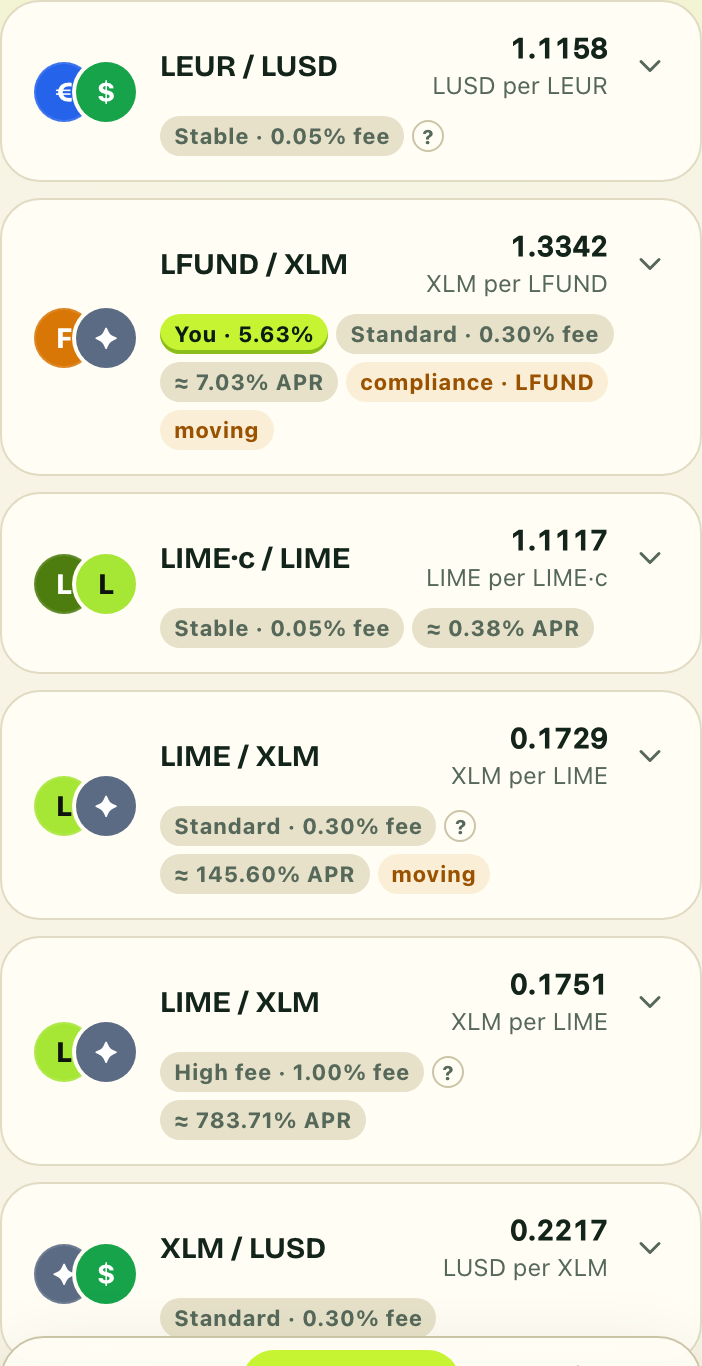 € $ LEUR / LUSD 1.1158
LUSD per LEUR
Stable · 0.05% fee ?
LFUND / XLM 1.3342
XLM per LFUND
F You · 5.63% Standard · 0.30% fee
≈ 7.03% APR compliance · LFUND
moving
LIME·c / LIME 1.1117
LIME per LIME·c
L L
Stable · 0.05% fee ≈ 0.38% APR
LIME / XLM 0.1729
XLM per LIME
L
Standard · 0.30% fee ?
≈ 145.60% APR moving
LIME / XLM 0.1751
XLM per LIME
L
High fee · 1.00% fee ?
≈ 783.71% APR
XLM / LUSD 0.2217
LUSD per XLM
$
Standard · 0.30% fee